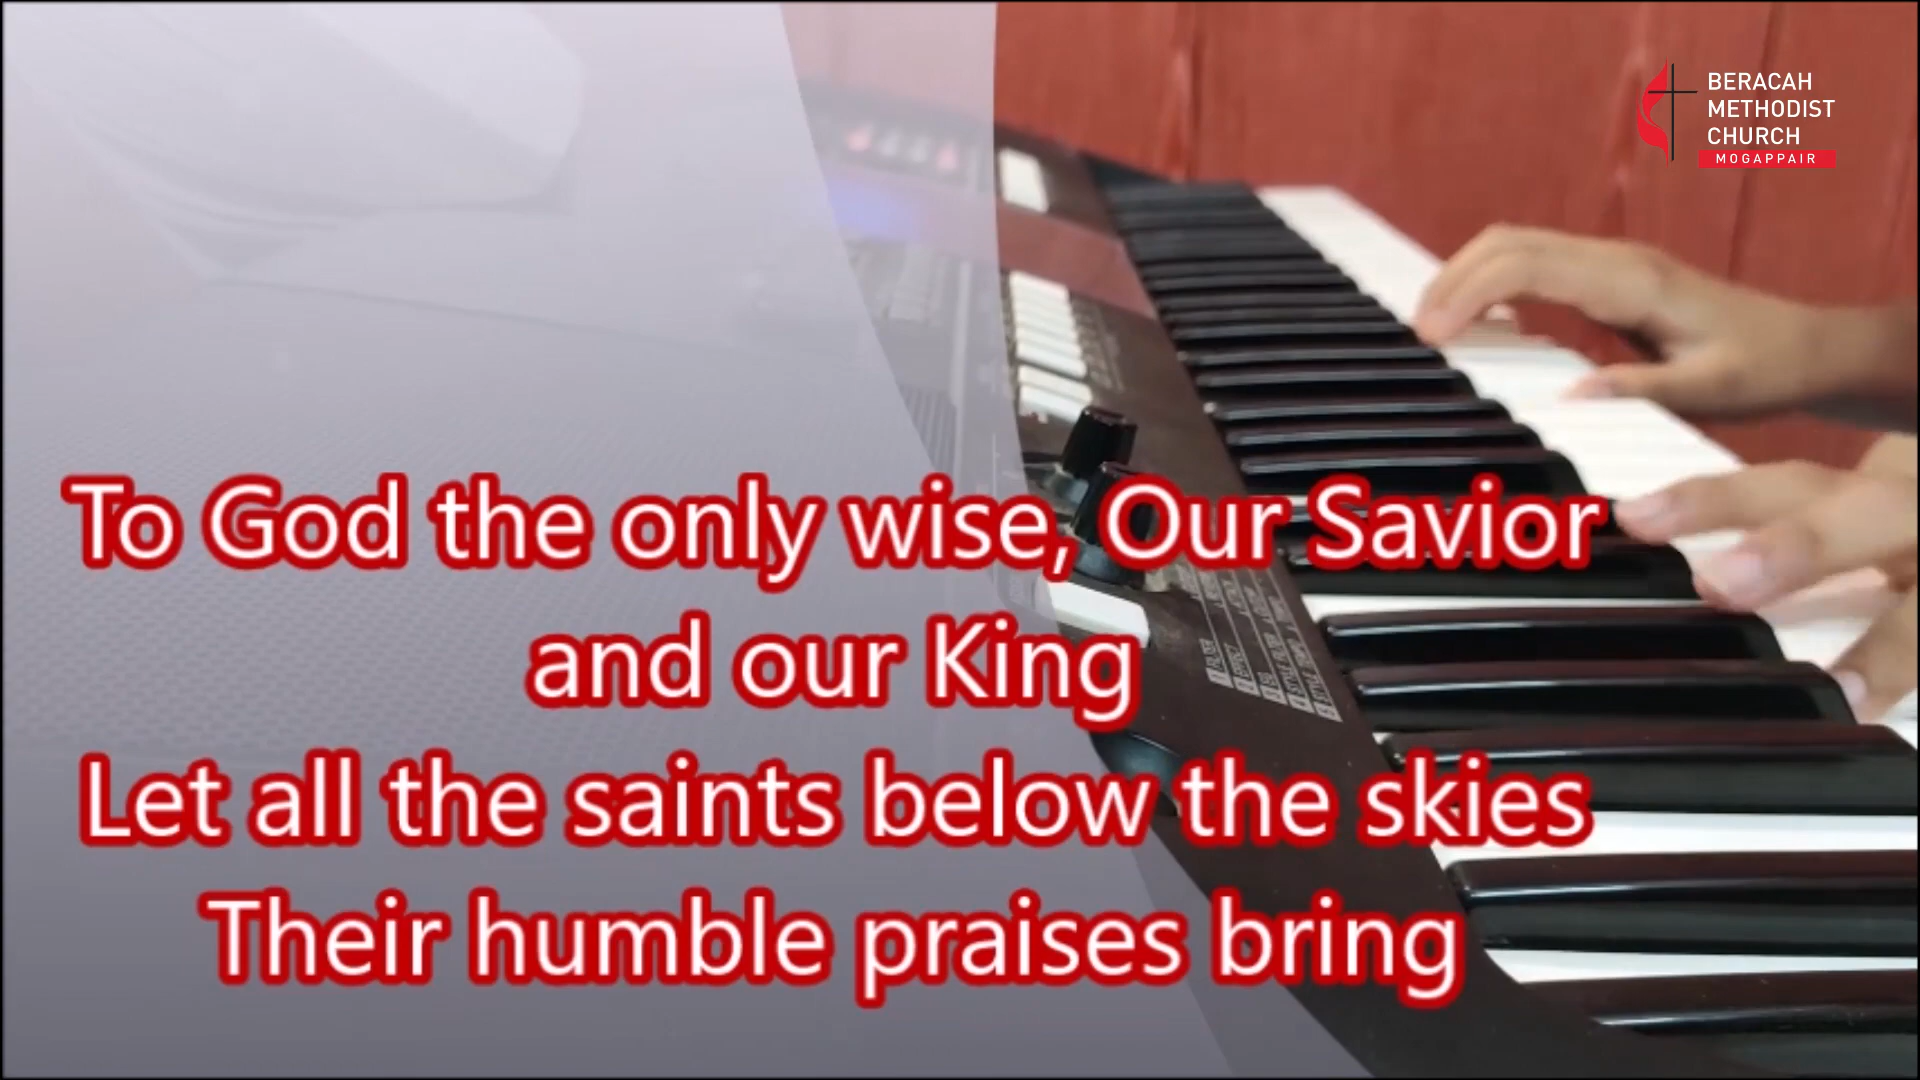 BERACAH
METHODIST
CHURCH
MOGAPPAIR
To God the only wise, Our Savior
and our King
Let all the saints below the skies
Their humble praises bring